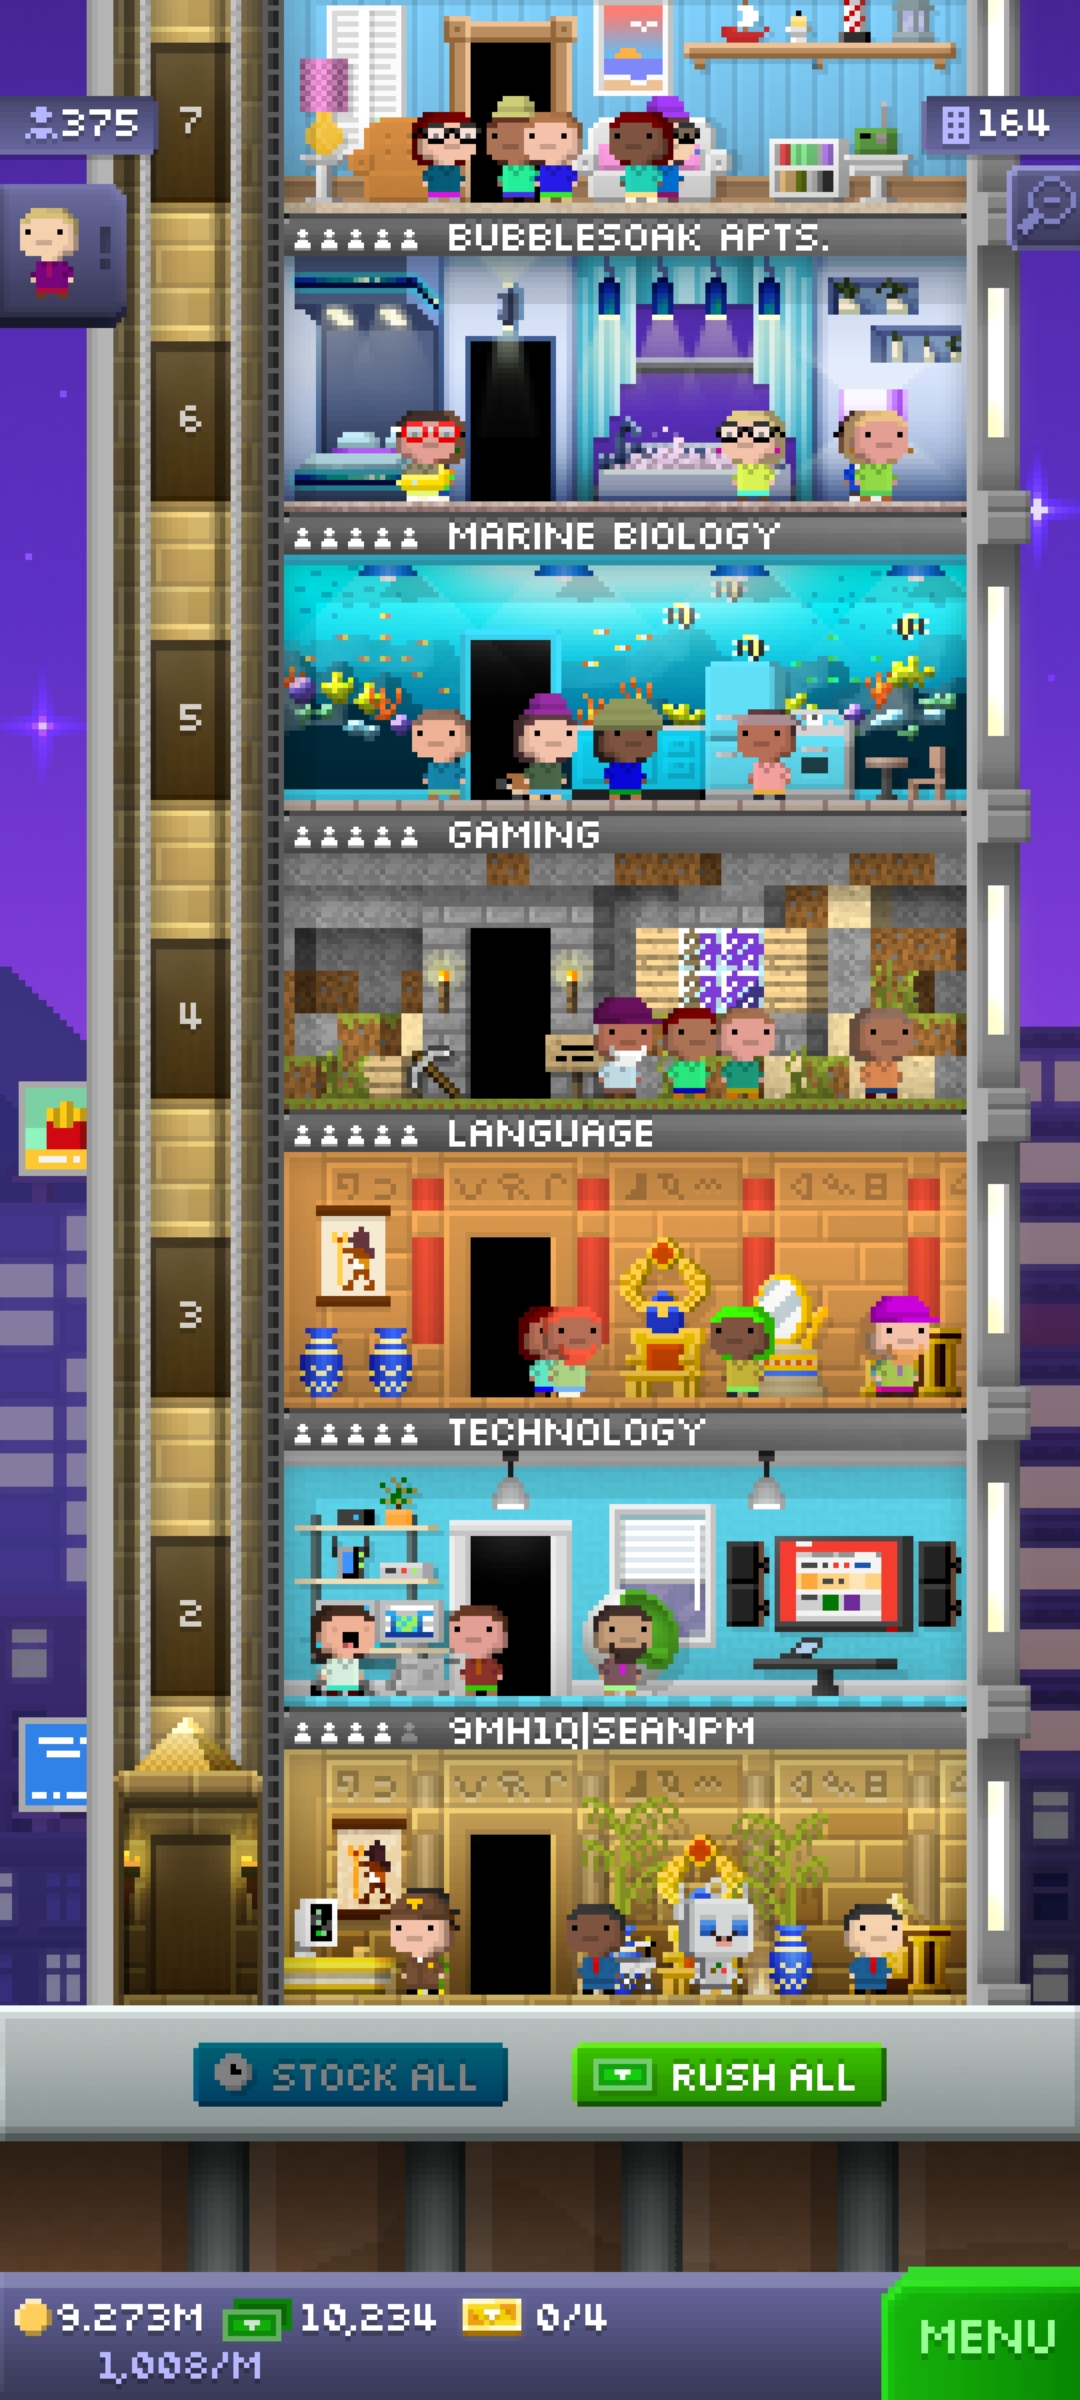 375
7
164
BUBBLESOAK APTS.
6
MARINE BIOLOGY
5
GAMING
4
LANGUAGE
3
TECHNOLOGY
2
9MH1Q|SEANPM
STOCK ALL
RUSH ALL
9.273M
10,234
0/4
1,008/M
MENU